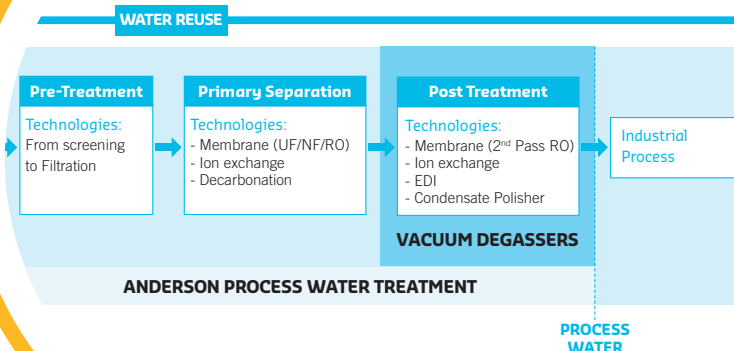 WATER REUSE
Pre-Treatment
Technologies:
From screening
to Filtration
Primary Separation
Technologies:
- Membrane (UF/NF/RO)
- Ion exchange
- Decarbonation
Post Treatment
Technologies:
- Membrane (2nd Pass RO)
- Ion exchange
- EDI
- Condensate Polisher
Industrial
Process
VACUUM DEGASSERS
ANDERSON PROCESS WATER TREATMENT
PROCESS
WATER